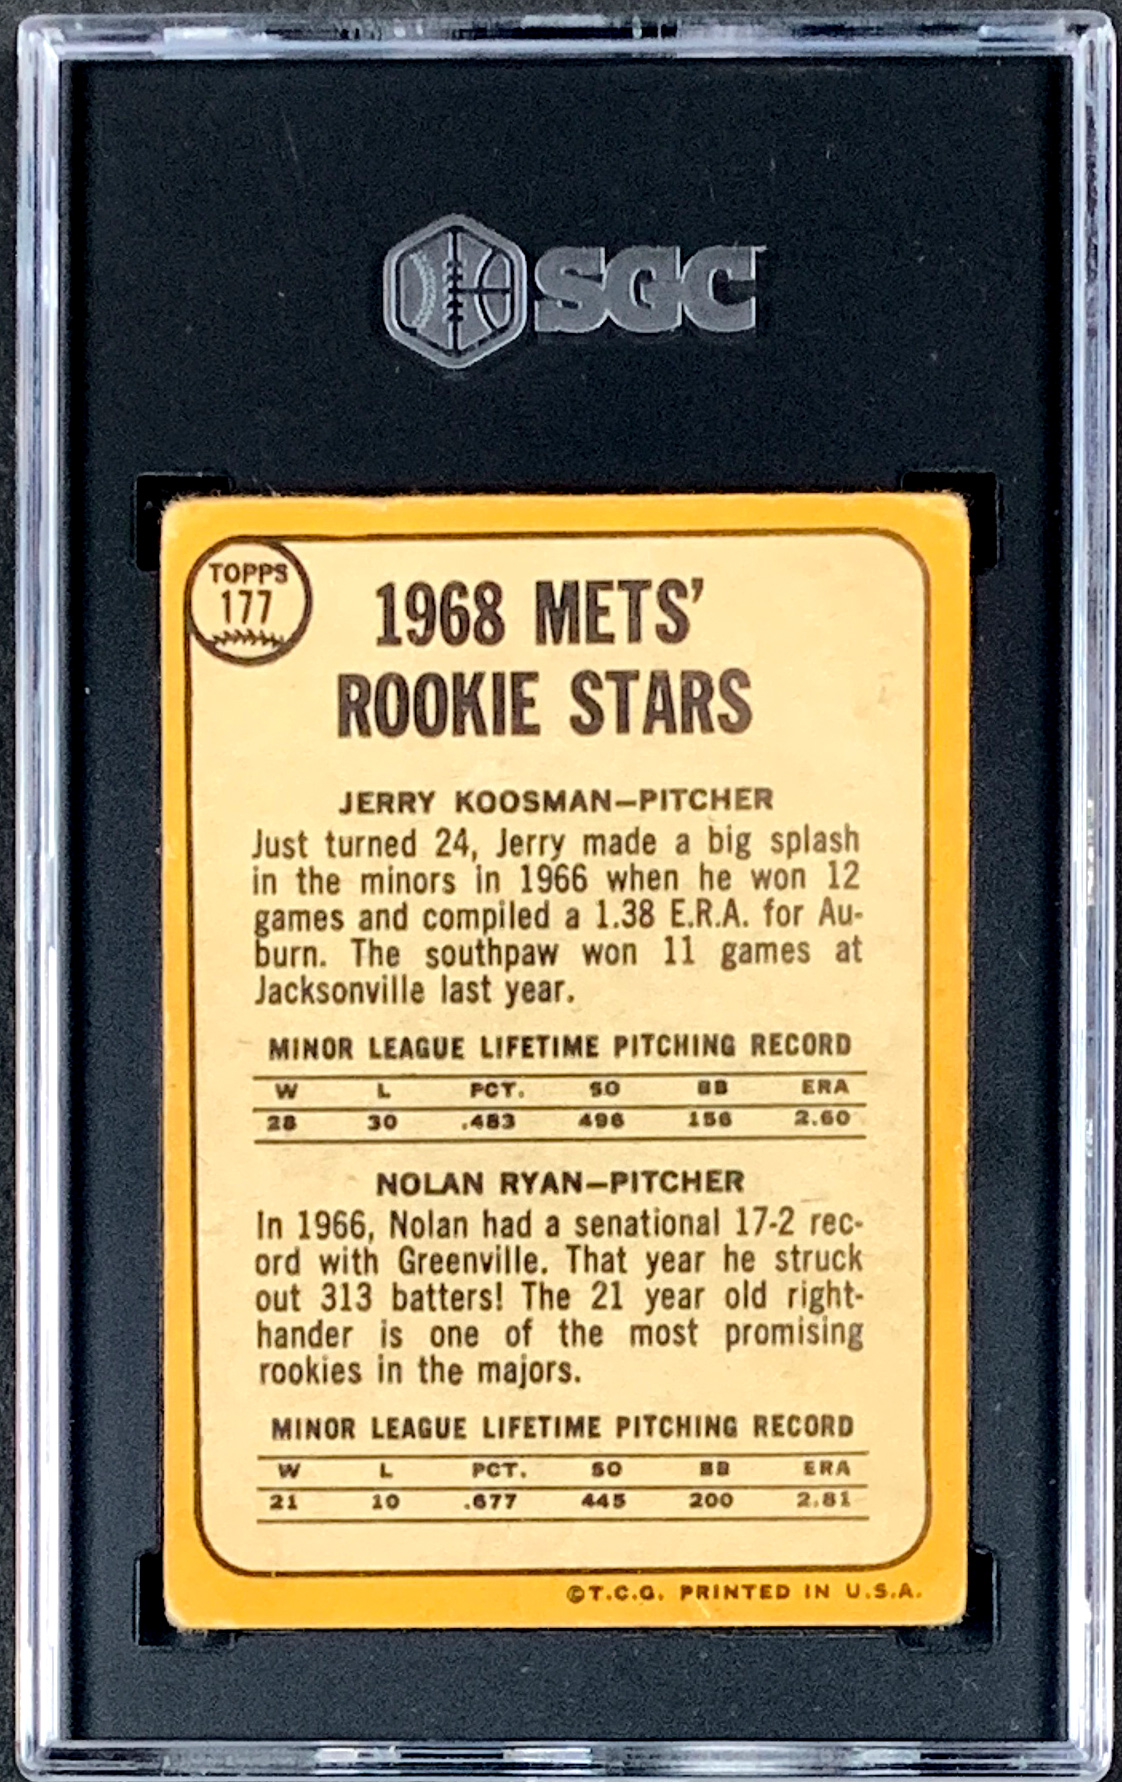 SGC
TOPPS
177
1968 METS'
ROOKIE STARS
JERRY KOOSMAN—PITCHER
Just turned 24, Jerry made a big splash
in the minors in 1966 when he won 12
games and compiled a 1.38 E.R.A. for Au-
burn. The southpaw won 11 games at
Jacksonville last year.
MINOR LEAGUE LIFETIME PITCHING RECORD
W L PCT. SO BB ERA
28 30 .483 496 156 2.60
NOLAN RYAN—PITCHER
In 1966, Nolan had a senational 17-2 rec-
ord with Greenville. That year he struck
out 313 batters! The 21 year old right-
hander is one of the most promising
rookies in the majors.
MINOR LEAGUE LIFETIME PITCHING RECORD
W L PCT. SO BB ERA
21 10 .677 445 200 2.81
©T.C.G. PRINTED IN U.S.A.